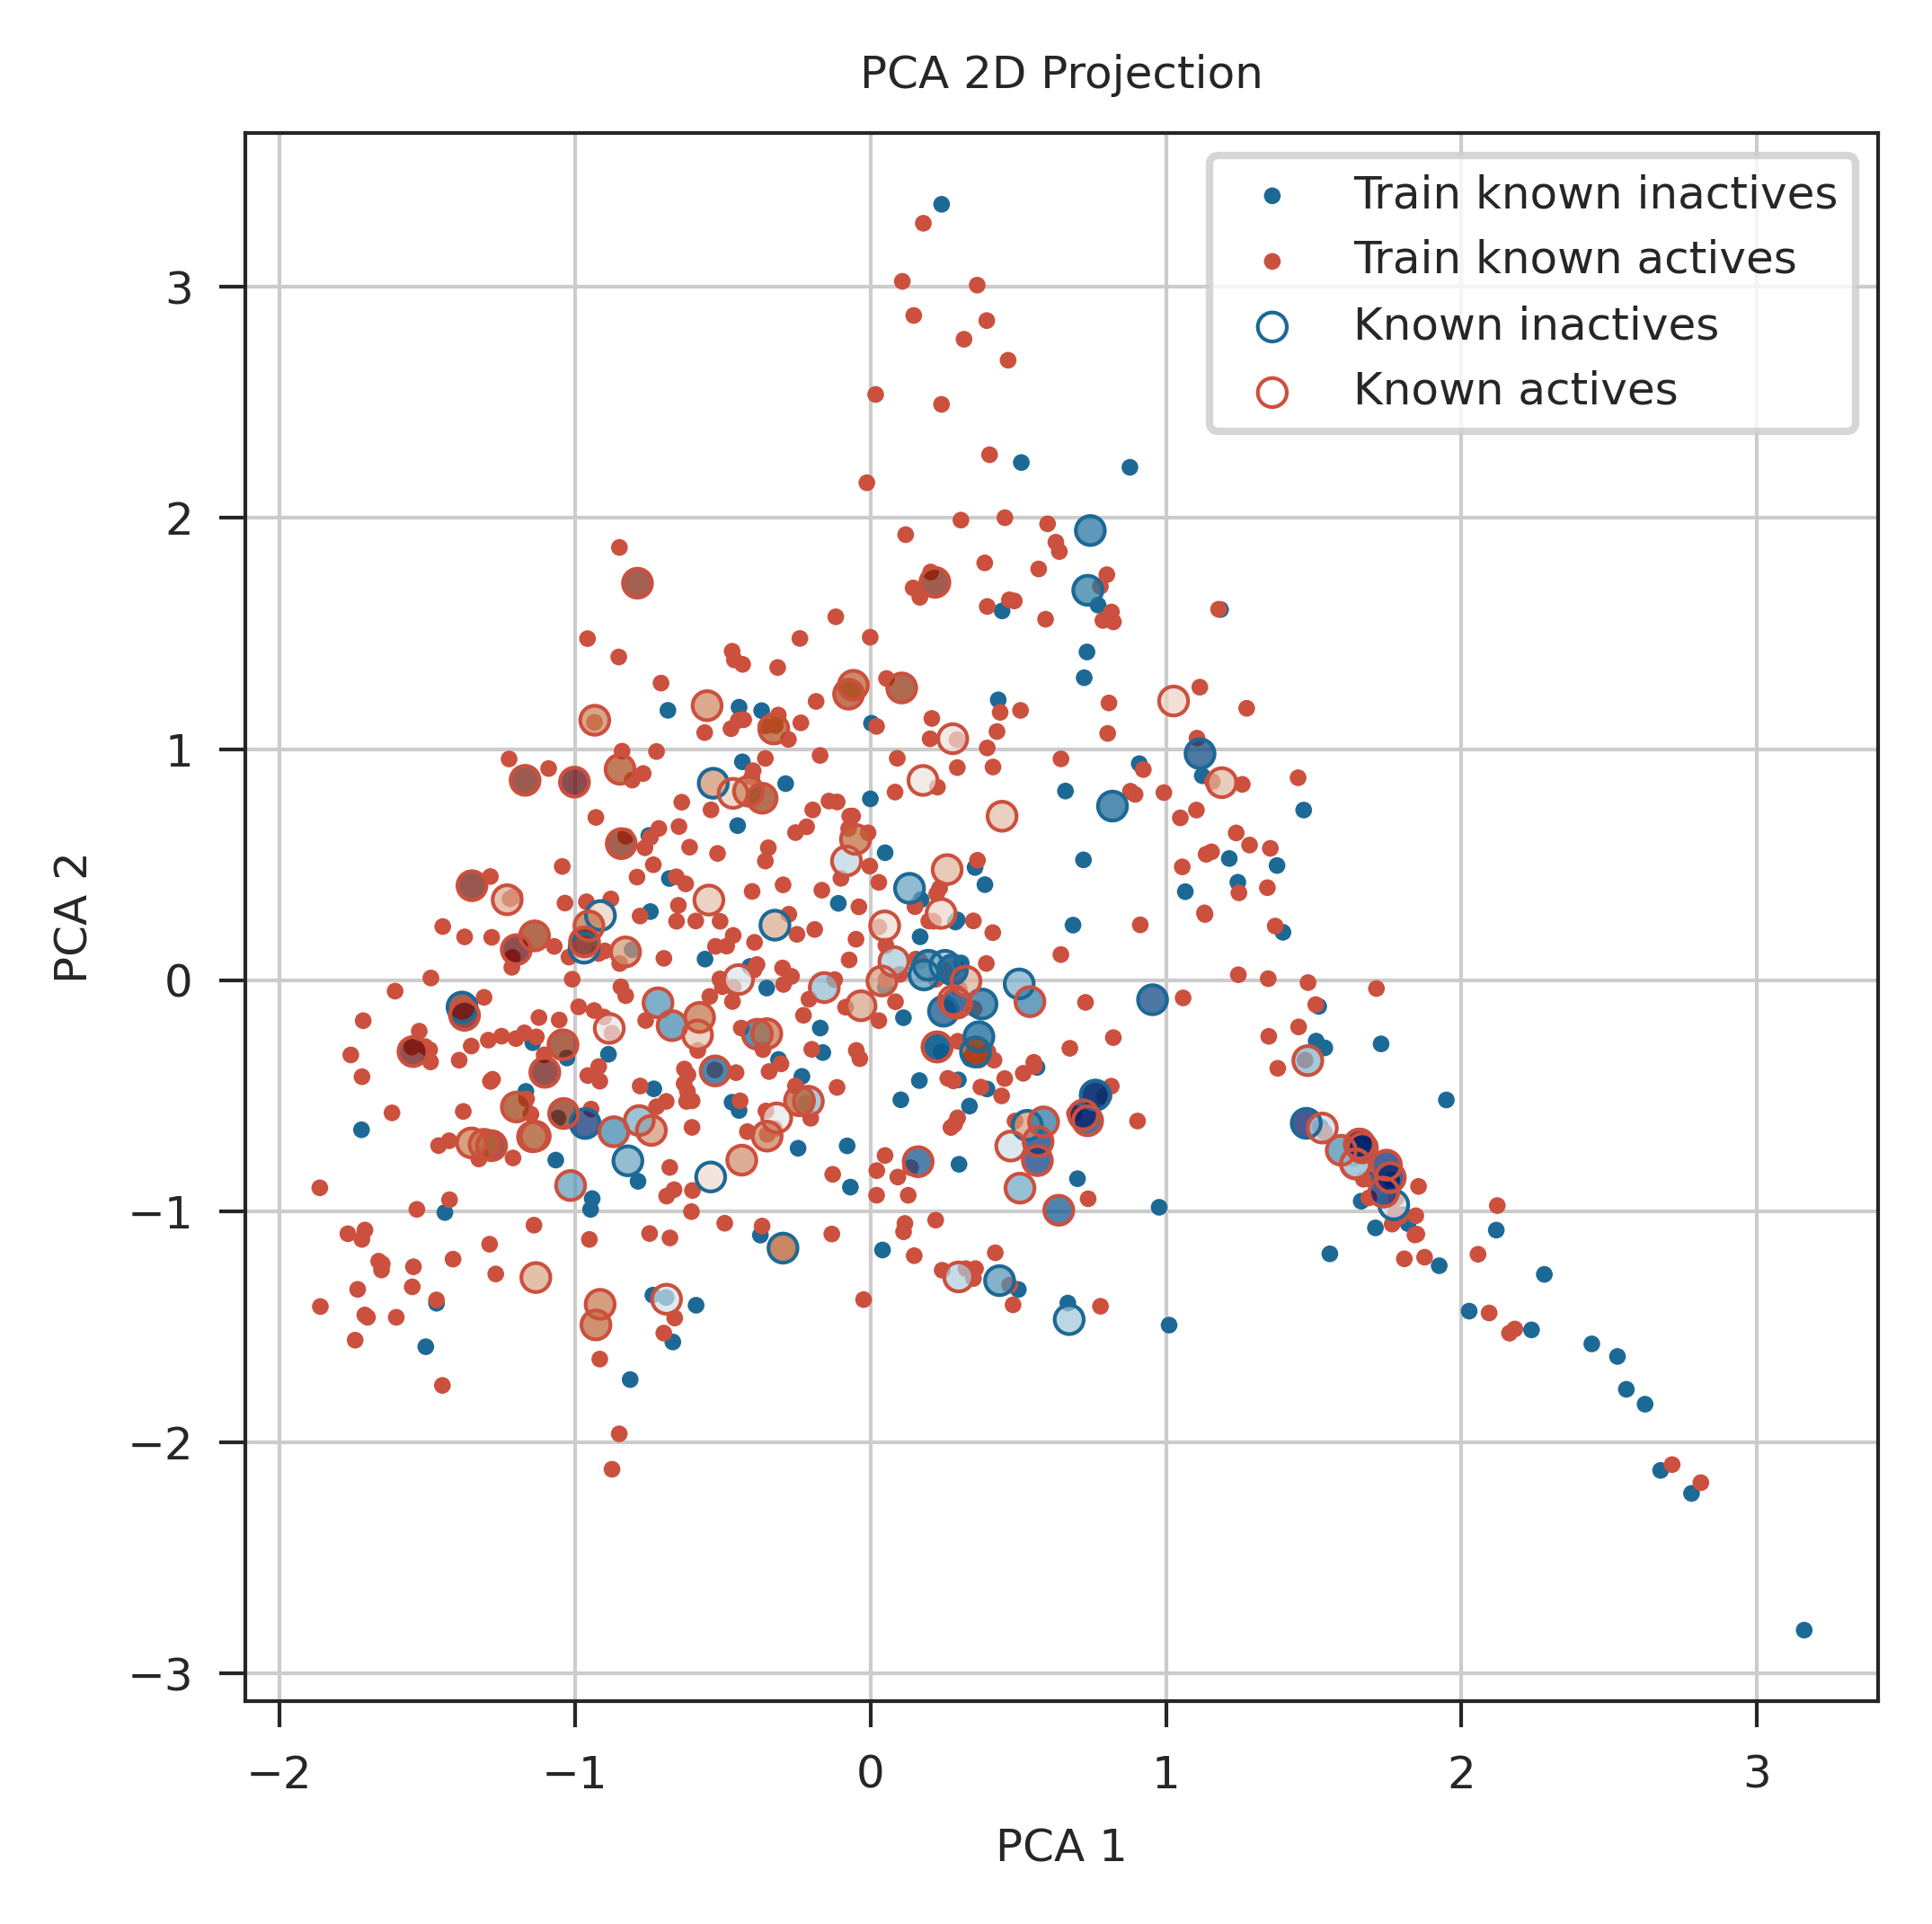 PCA 2D Projection
Train known inactives
Train known actives
Known inactives
Known actives
3
2
1
0
−1
−2
−3
PCA 2
−2
−1
0
1
2
3
PCA 1